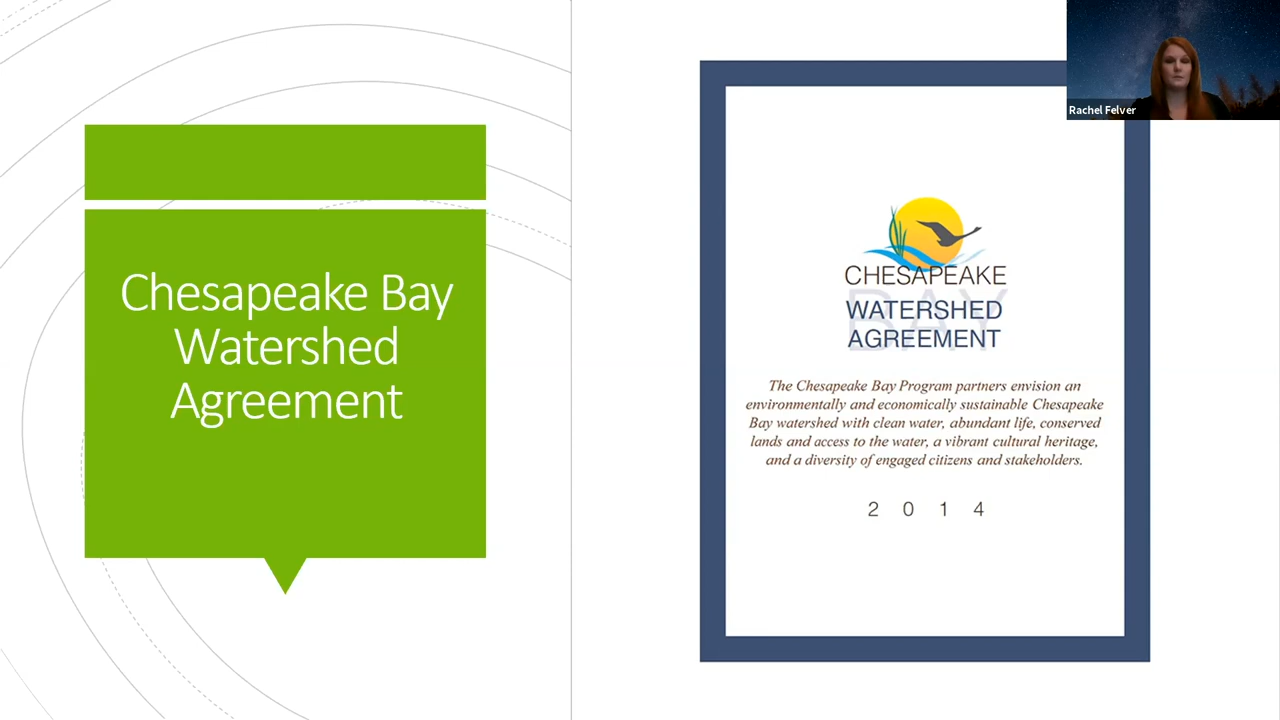 Chesapeake Bay
Watershed
Agreement
CHESAPEAKE
BAY
WATERSHED
AGREEMENT
The Chesapeake Bay Program partners envision an
environmentally and economically sustainable Chesapeake
Bay watershed with clean water, abundant life, conserved
lands and access to the water, a vibrant cultural heritage,
and a diversity of engaged citizens and stakeholders.
2 0 1 4
Rachel Felver